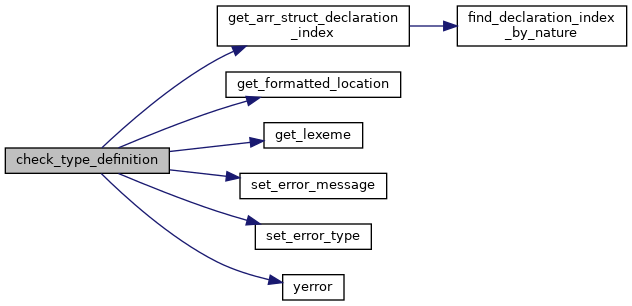 get_arr_struct_declaration
_index
find_declaration_index
_by_nature
get_formatted_location
get_lexeme
check_type_definition
set_error_message
set_error_type
yerror